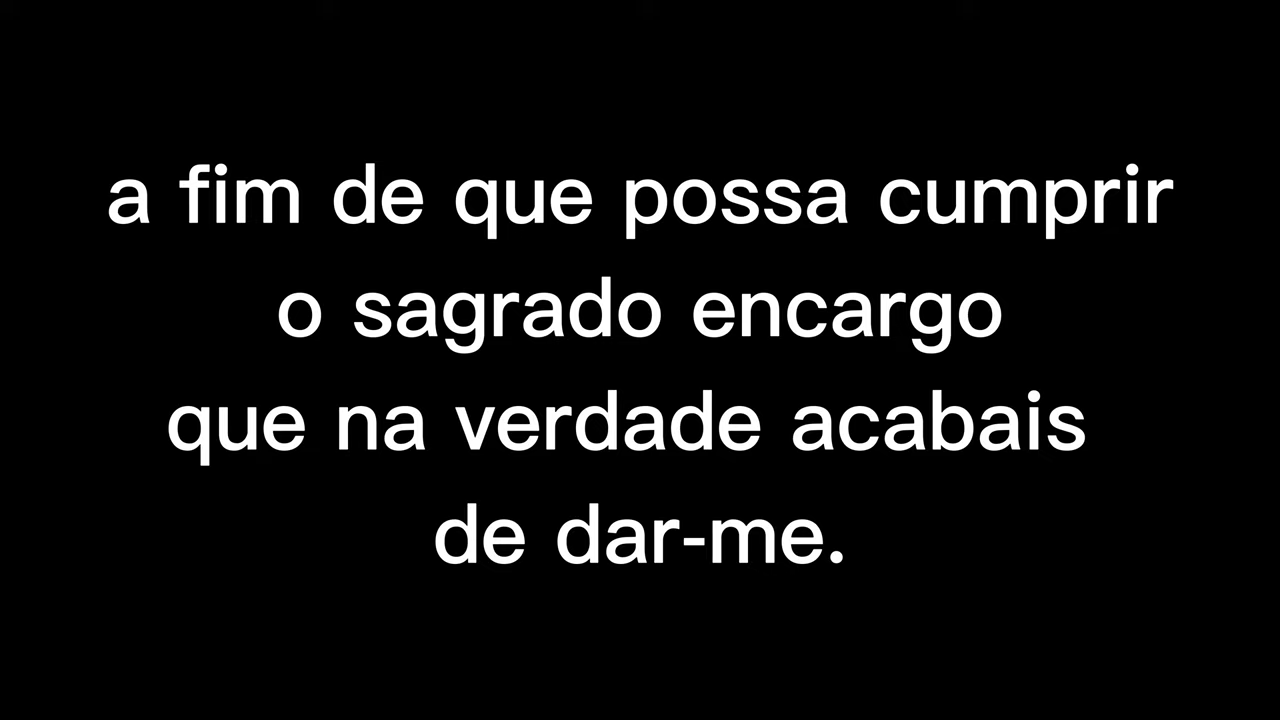 a fim de que possa cumprir
o sagrado encargo
que na verdade acabais
de dar-me.